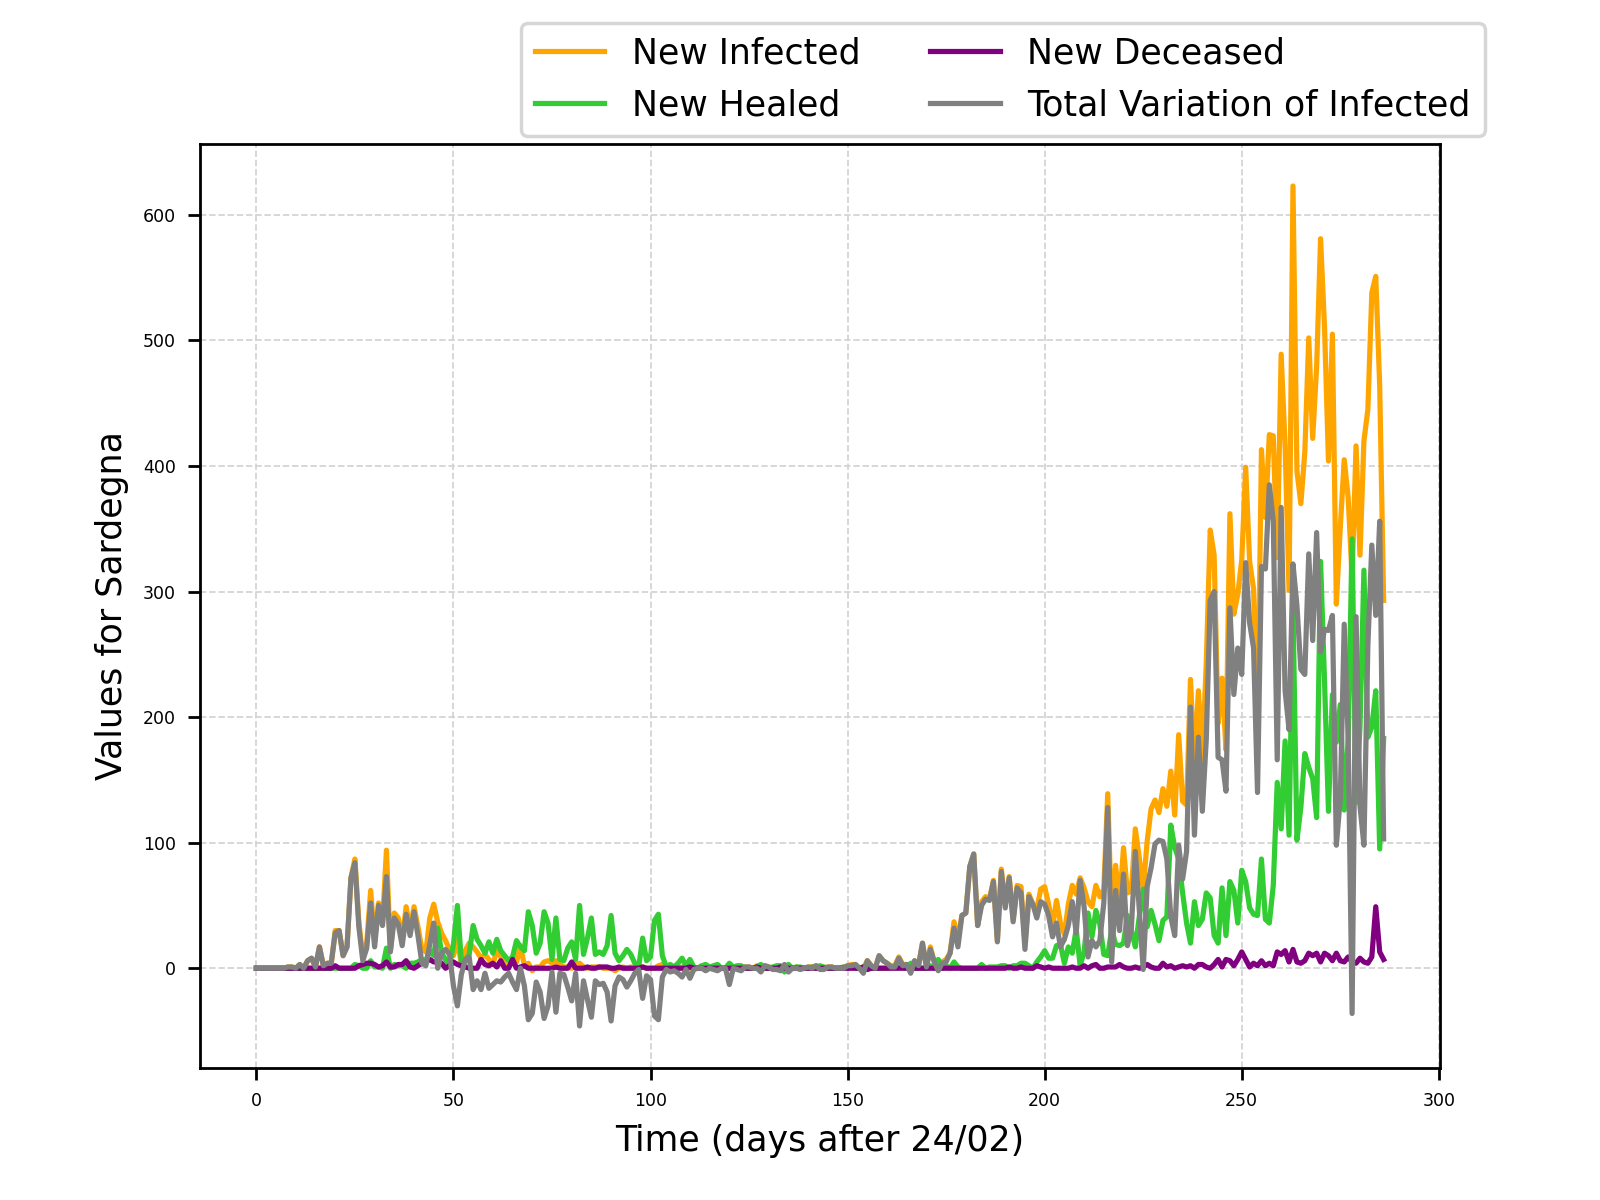 New Infected New Deceased
New Healed Total Variation of Infected
600
500
400
300
200
100
0
Values for Sardegna
0 50 100 150 200 250 300
Time (days after 24/02)